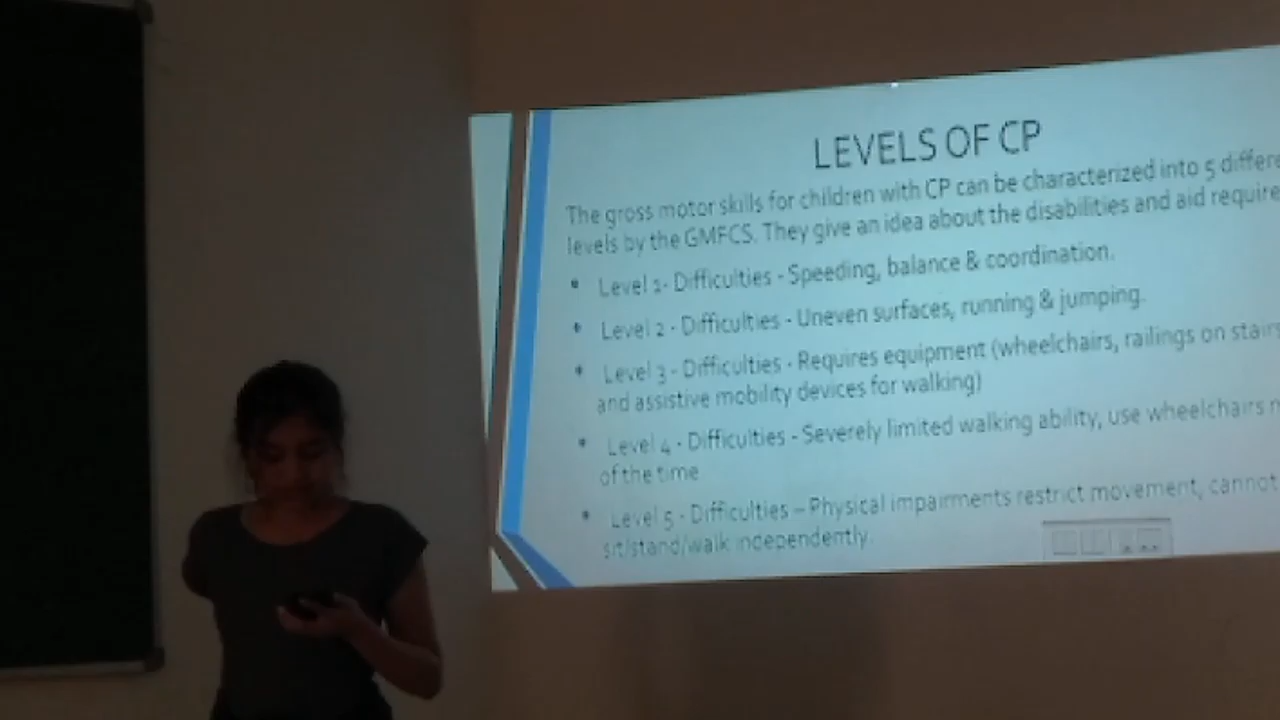 LEVELS OF CP
The gross motor skills for children with CP can be characterized into 5 differe
levels by the GMFCS. They give an idea about the disabilities and aid require
• Level 1- Difficulties - Speeding, balance & coordination.
• Level 2 - Difficulties - Uneven surfaces, running & jumping.
• Level 3 - Difficulties - Requires equipment (wheelchairs, railings on stairs
and assistive mobility devices for walking)
• Level 4 - Difficulties - Severely limited walking ability, use wheelchairs
of the time
• Level 5 - Difficulties – Physical impairments restrict movement, cannot
sit/stand/walk independently